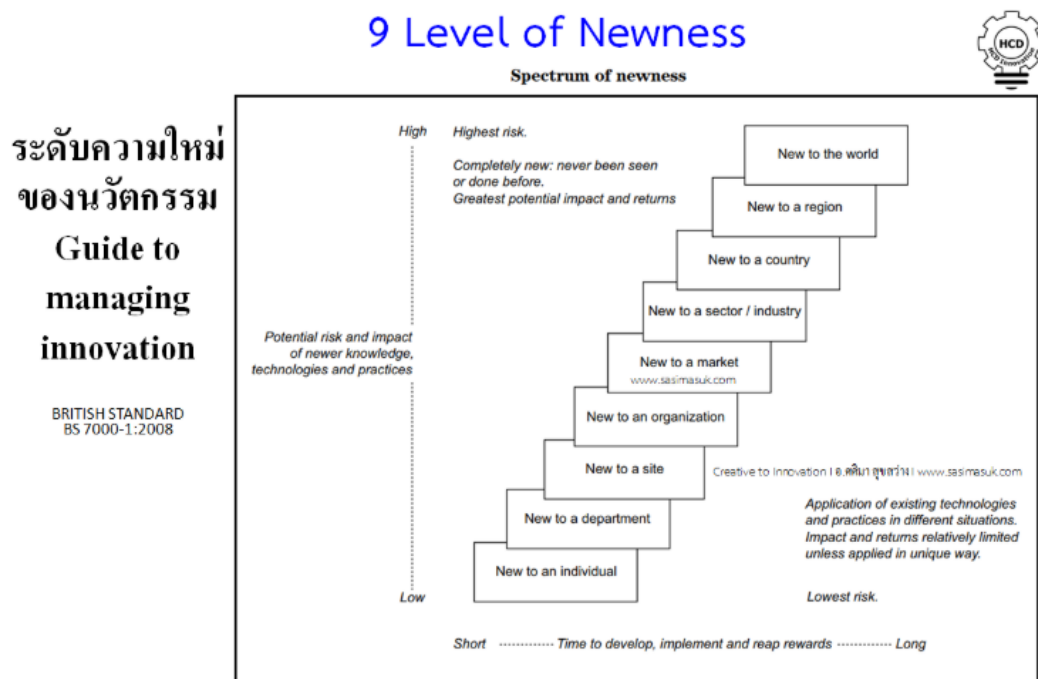 9 Level of Newness
HCD
HCD Innovation
Spectrum of newness
ระดับความใหม่
ของนวัตกรรม
Guide to
managing
innovation
BRITISH STANDARD
BS 7000-1:2008
High
Highest risk.
Completely new: never been seen
or done before.
Greatest potential impact and returns
New to the world
New to a region
New to a country
New to a sector / industry
Potential risk and impact
of newer knowledge,
technologies and practices
New to a market
www.sasimasuk.com
New to an organization
New to a site
Creative to Innovation I อ.ศศิมา สุขสว่าง I www.sasimasuk.com
New to a department
Application of existing technologies
and practices in different situations.
Impact and returns relatively limited
unless applied in unique way.
New to an individual
Low
Lowest risk.
Short ------------ Time to develop, implement and reap rewards ------------ Long